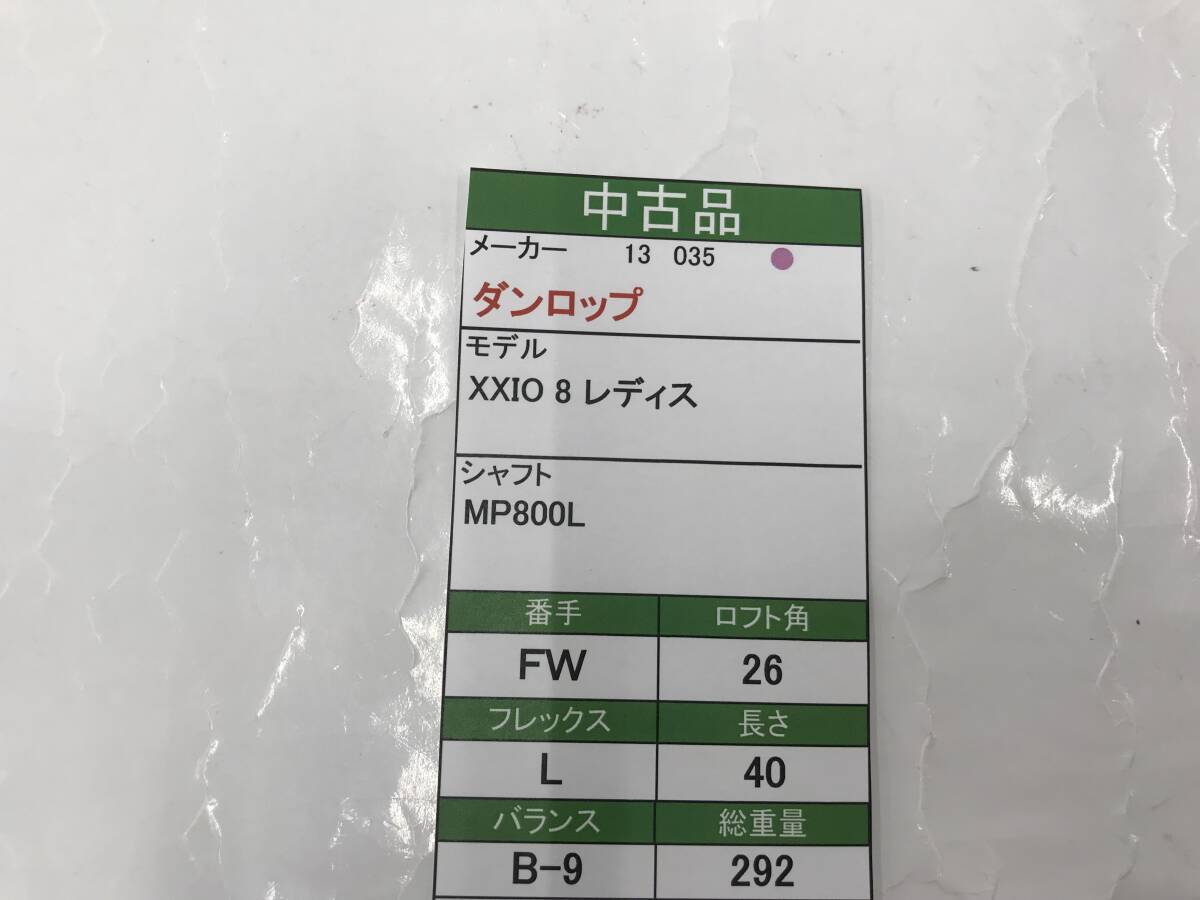 中古品
メーカー 13 035
ダンロップ
モデル
XXIO 8 レディス
シャフト
MP800L
番手 ロフト角
FW 26
フレックス 長さ
L 40
バランス 総重量
B-9 292